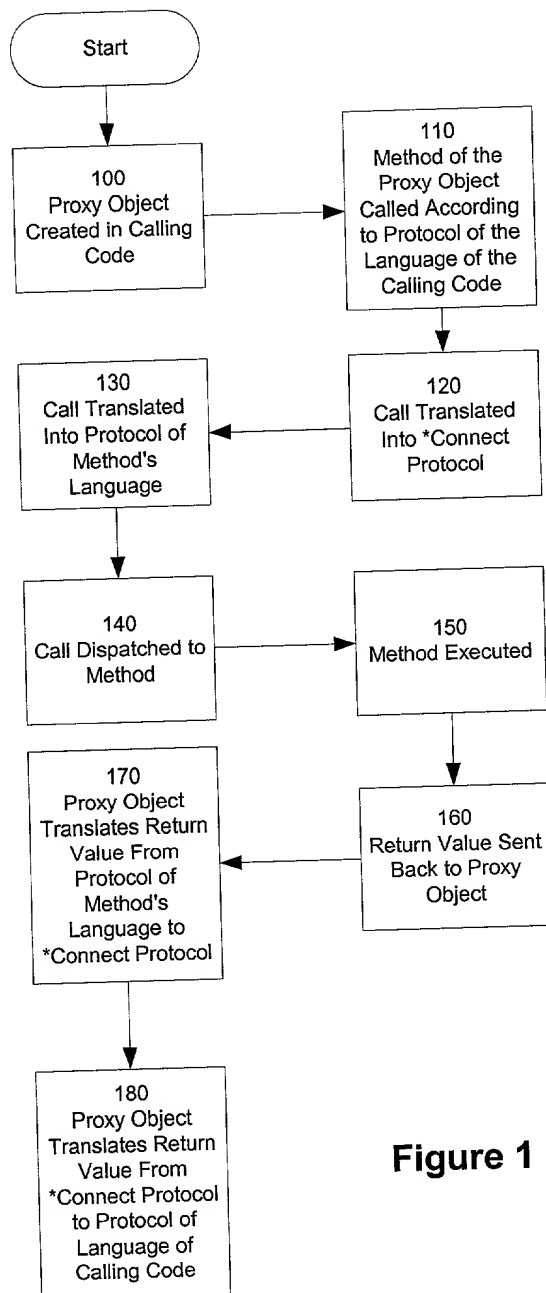 Start
100
Proxy Object
Created in Calling
Code
110
Method of the
Proxy Object
Called According
to Protocol of the
Language of the
Calling Code
120
Call Translated
Into *Connect
Protocol
130
Call Translated
Into Protocol of
Method's
Language
140
Call Dispatched to
Method
150
Method Executed
160
Return Value Sent
Back to Proxy
Object
170
Proxy Object
Translates Return
Value From
Protocol of
Method's
Language to
*Connect Protocol
180
Proxy Object
Translates Return
Value From
*Connect Protocol
to Protocol of
Language of
Calling Code
Figure 1